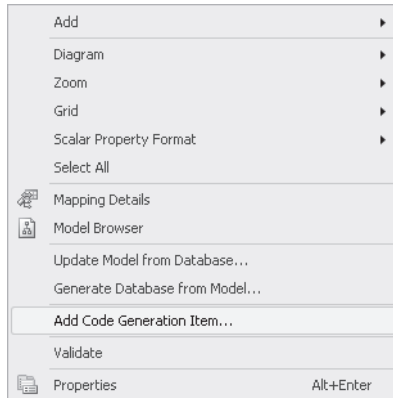 Add
Diagram
Zoom
Grid
Scalar Property Format
Select All
Mapping Details
Model Browser
Update Model from Database...
Generate Database from Model...
Add Code Generation Item...
Validate
Properties Alt+Enter